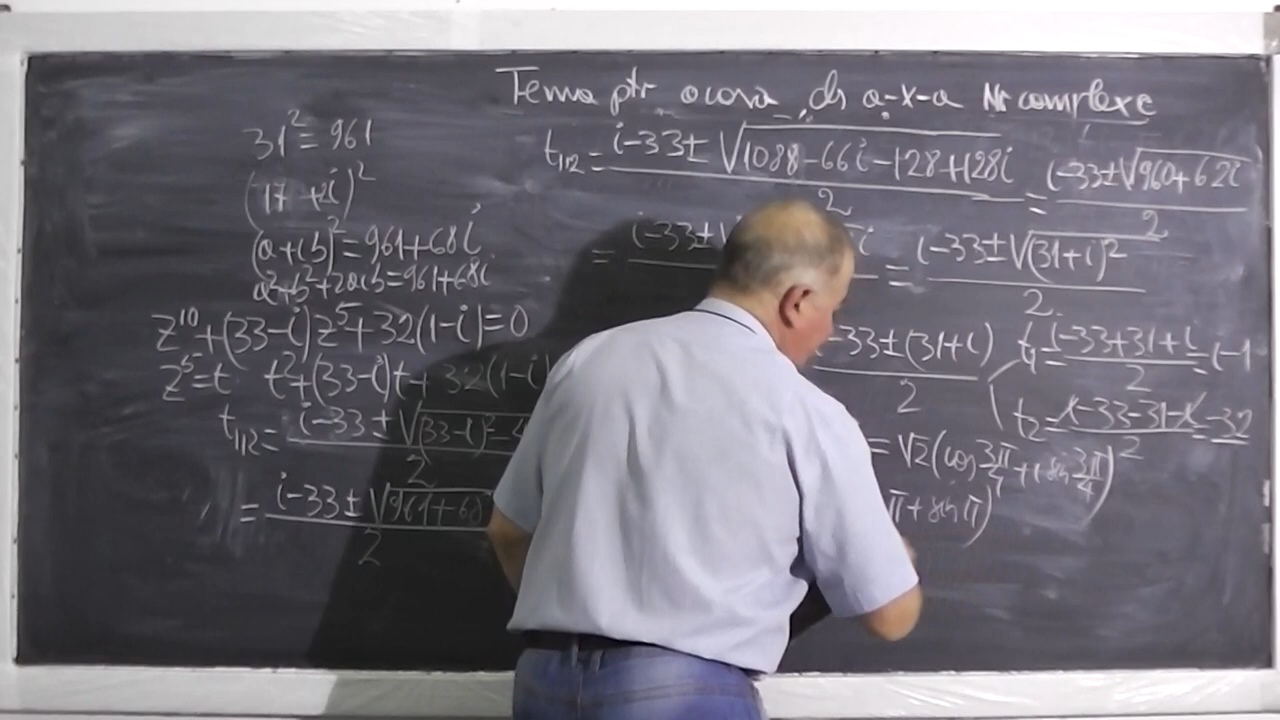 Tema ptr ocora ds a-X-a Nr complexe
31² = 961
(17 + 2i)²
(a+ib)² = 961+68i
a²-b²+2aib=961+68i
z¹⁰+(33-i)z⁵+32(1-i)=0
z⁵=t t²+(33-i)t+32(1-i)
t₁/₂ = (i-33±√((33-i)²-4
2
= (i-33±√(961+68
2
t₁/₂ = (i-33±√(1088-66i-128+128i))/2 = (i-33±√(960+62i))/2
= (i-33± = (i-33±√(31+i)²)/2
-33±(31+i)/2 t₁=(i-33+31+i)/2=i-1
t₂=(i-33-31-i)/2=-32
=√2(cos 3π/4+i sin 3π/4)
π+sin π)